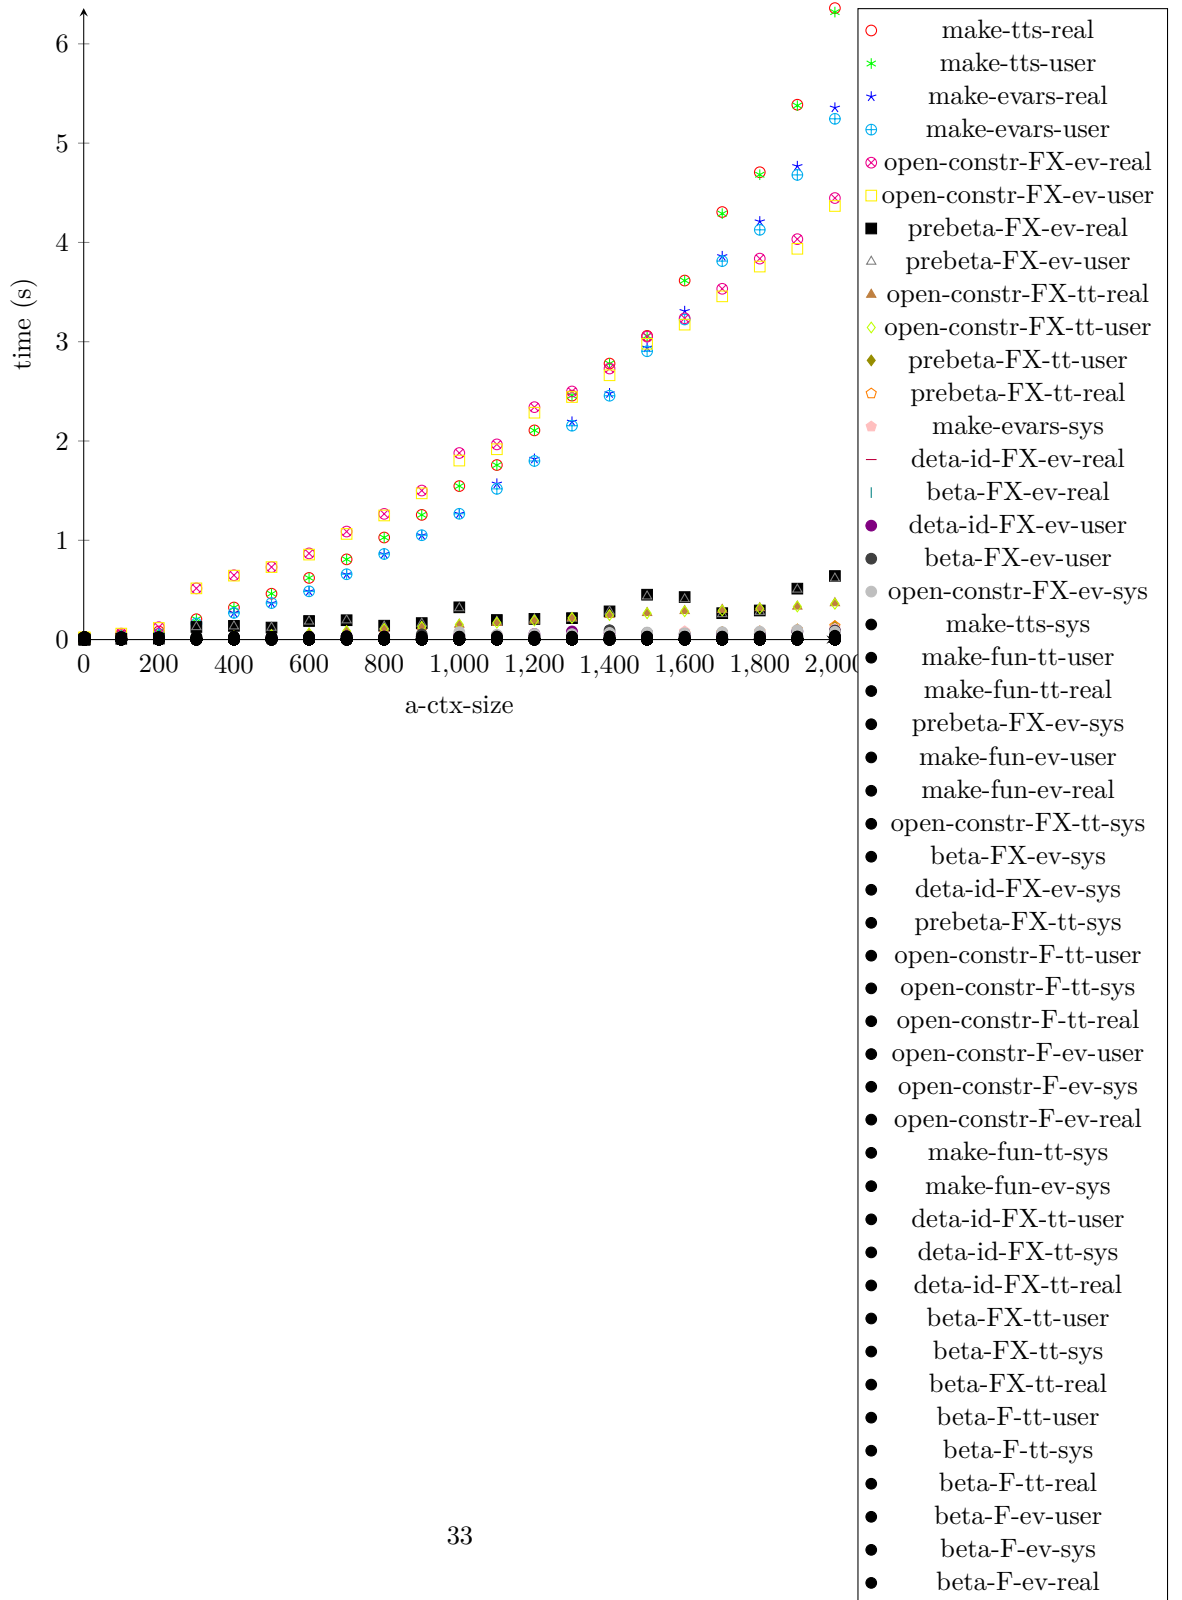 6
5
4
3
2
1
0
time (s)
0 200 400 600 800 1,000 1,200 1,400 1,600 1,800 2,000
a-ctx-size
make-tts-real
make-tts-user
make-evars-real
make-evars-user
open-constr-FX-ev-real
open-constr-FX-ev-user
prebeta-FX-ev-real
prebeta-FX-ev-user
open-constr-FX-tt-real
open-constr-FX-tt-user
prebeta-FX-tt-user
prebeta-FX-tt-real
make-evars-sys
deta-id-FX-ev-real
beta-FX-ev-real
deta-id-FX-ev-user
beta-FX-ev-user
open-constr-FX-ev-sys
make-tts-sys
make-fun-tt-user
make-fun-tt-real
prebeta-FX-ev-sys
make-fun-ev-user
make-fun-ev-real
open-constr-FX-tt-sys
beta-FX-ev-sys
deta-id-FX-ev-sys
prebeta-FX-tt-sys
open-constr-F-tt-user
open-constr-F-tt-sys
open-constr-F-tt-real
open-constr-F-ev-user
open-constr-F-ev-sys
open-constr-F-ev-real
make-fun-tt-sys
make-fun-ev-sys
deta-id-FX-tt-user
deta-id-FX-tt-sys
deta-id-FX-tt-real
beta-FX-tt-user
beta-FX-tt-sys
beta-FX-tt-real
beta-F-tt-user
beta-F-tt-sys
beta-F-tt-real
beta-F-ev-user
beta-F-ev-sys
beta-F-ev-real
33